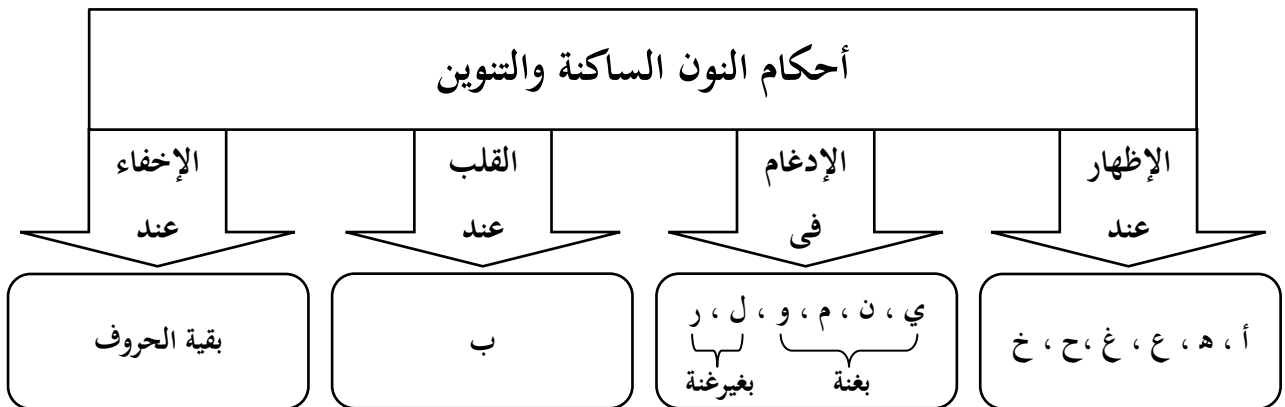 أحكام النون الساكنة والتنوين
الإظهار
عند
الإدغام
فى
القلب
عند
الإخفاء
عند
أ ، ﻫ ، ع ، غ ،ح ، خ
ي ، ن ، م ، و ، ل ، ر
بغنة
بغيرغنة
ب
بقية الحروف